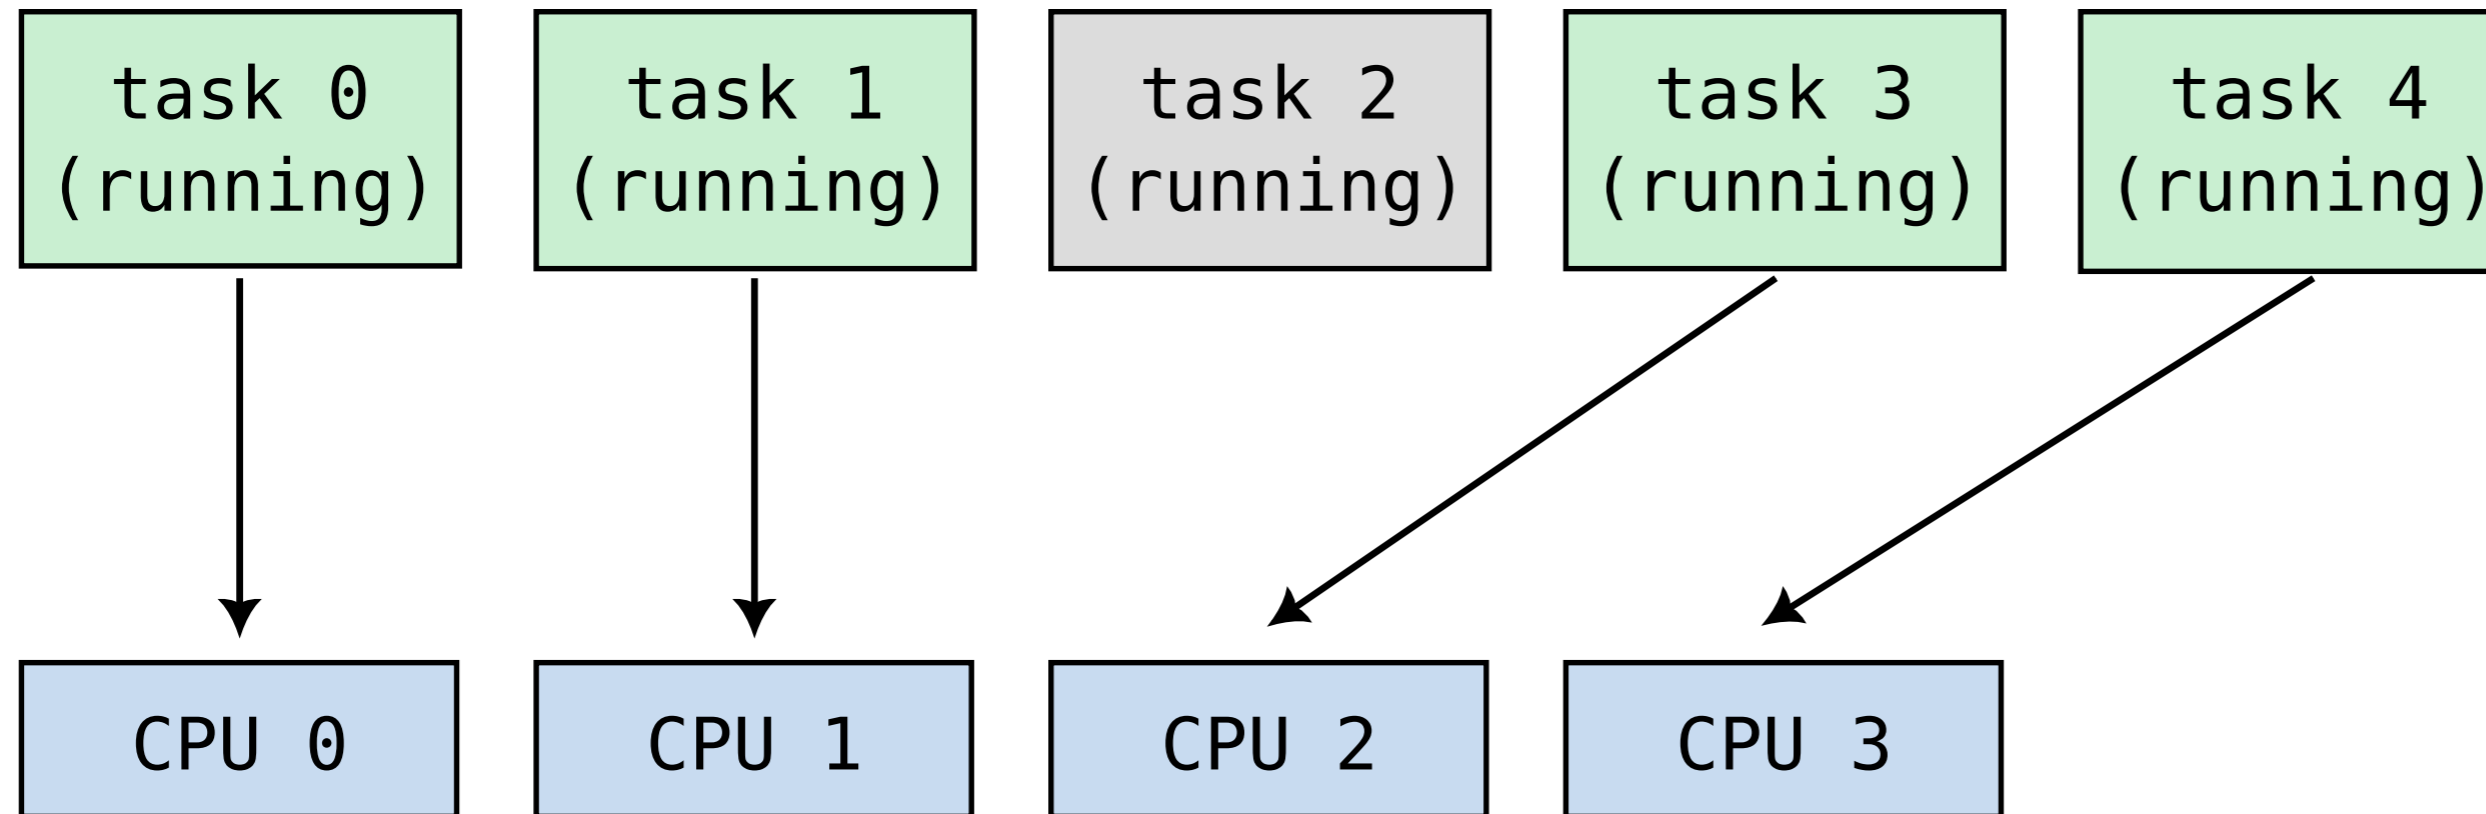 task 0
(running)
task 1
(running)
task 2
(running)
task 3
(running)
task 4
(running)
CPU 0
CPU 1
CPU 2
CPU 3